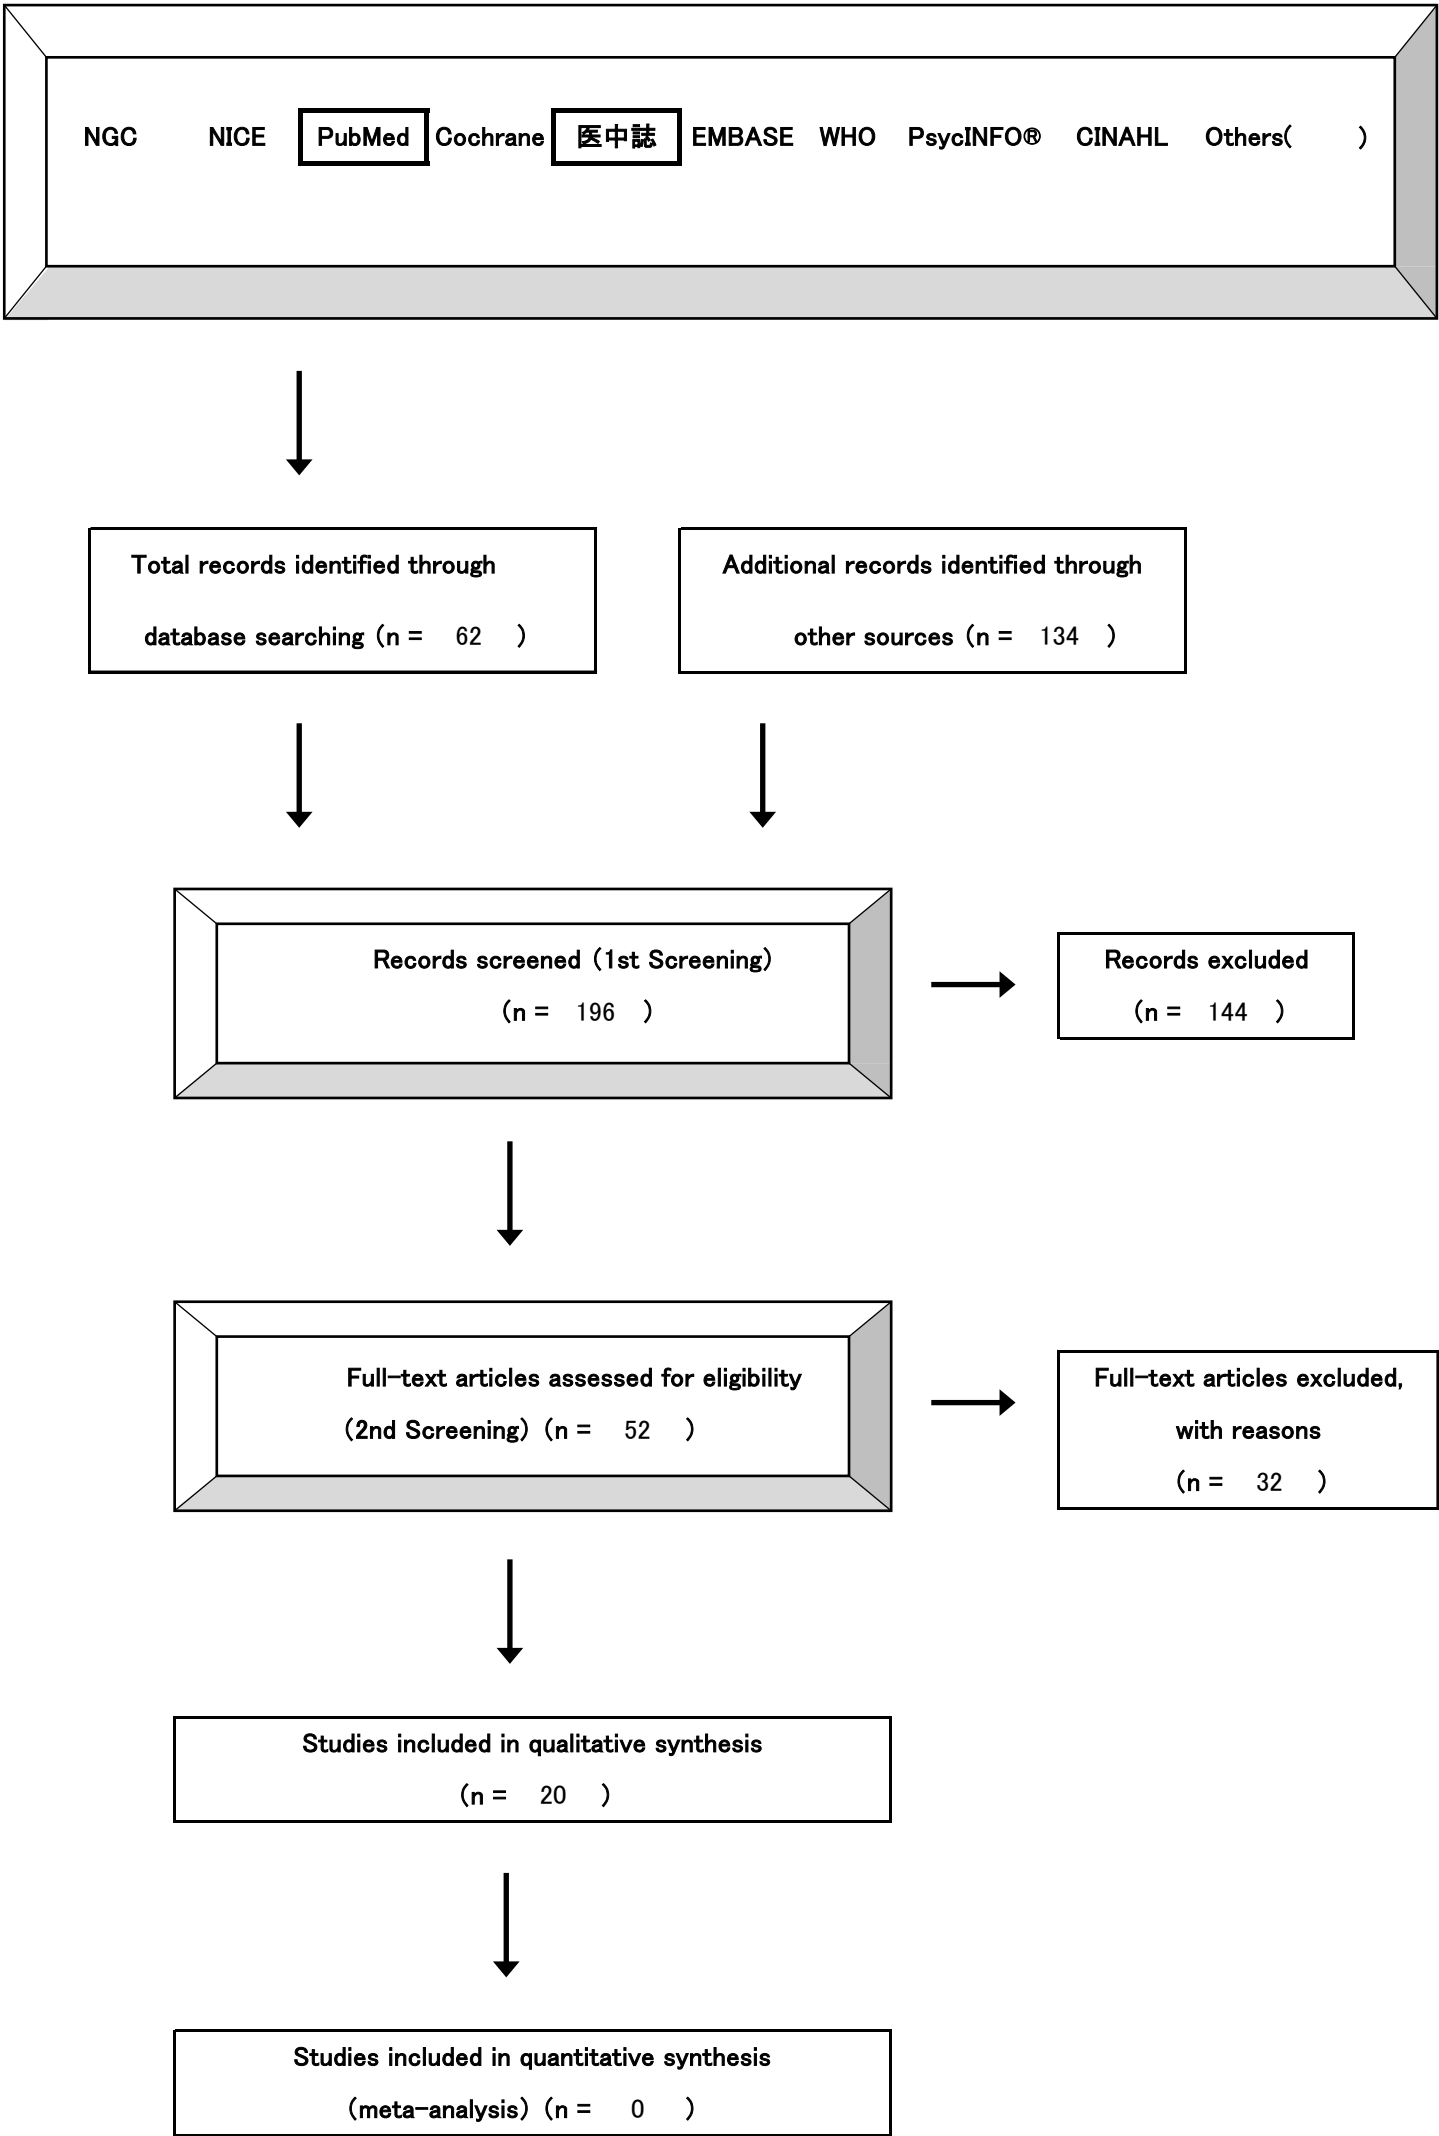 NGC NICE PubMed Cochrane 医中誌 EMBASE WHO PsycINFO® CINAHL Others( )
Total records identified through
database searching (n = 62 )
Additional records identified through
other sources (n = 134 )
Records screened (1st Screening)
(n = 196 )
Records excluded
(n = 144 )
Full-text articles assessed for eligibility
(2nd Screening) (n = 52 )
Full-text articles excluded,
with reasons
(n = 32 )
Studies included in qualitative synthesis
(n = 20 )
Studies included in quantitative synthesis
(meta-analysis) (n = 0 )